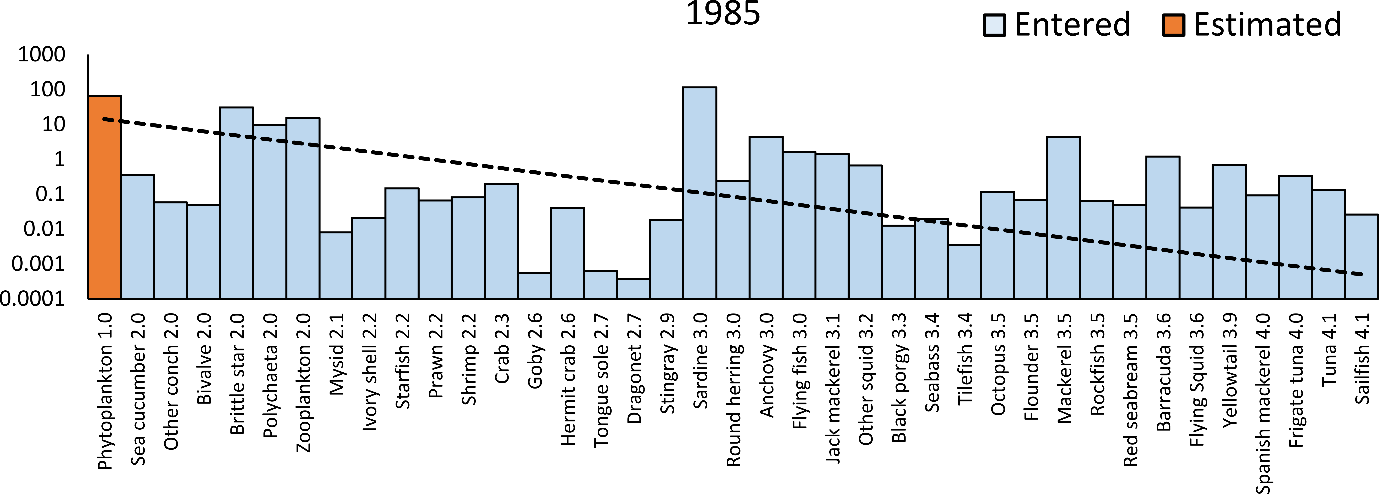 1985
Entered
Estimated
1000
100
10
1
0.1
0.01
0.001
0.0001
Phytoplankton 1.0
Sea cucumber 2.0
Other conch 2.0
Bivalve 2.0
Brittle star 2.0
Polychaeta 2.0
Zooplankton 2.0
Mysid 2.1
Ivory shell 2.2
Starfish 2.2
Prawn 2.2
Shrimp 2.2
Crab 2.3
Goby 2.6
Hermit crab 2.6
Tongue sole 2.7
Dragonet 2.7
Stingray 2.9
Sardine 3.0
Round herring 3.0
Anchovy 3.0
Flying fish 3.0
Jack mackerel 3.1
Other squid 3.2
Black porgy 3.3
Seabass 3.4
Tilefish 3.4
Octopus 3.5
Flounder 3.5
Mackerel 3.5
Rockfish 3.5
Red seabream 3.5
Barracuda 3.6
Flying Squid 3.6
Yellowtail 3.9
Spanish mackerel 4.0
Frigate tuna 4.0
Tuna 4.1
Sailfish 4.1